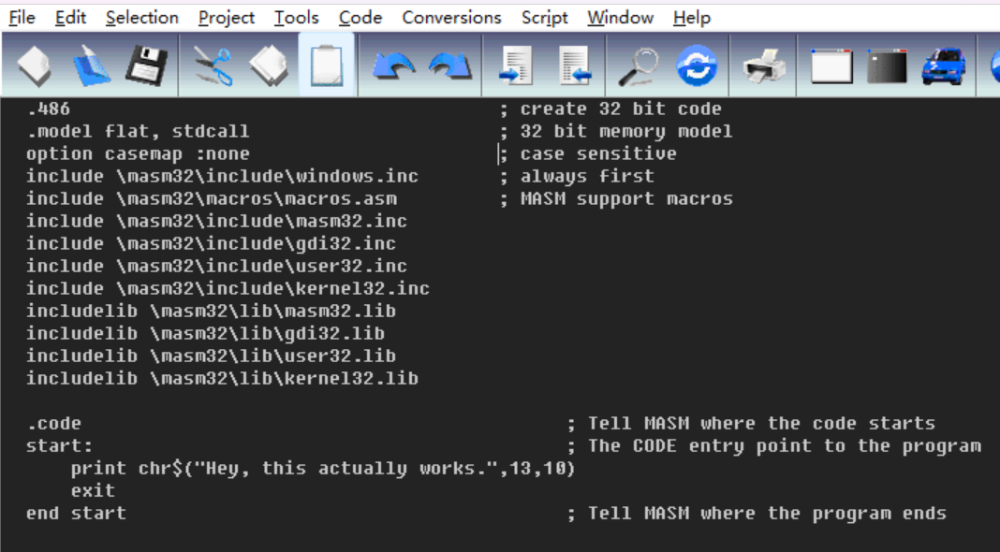 File Edit Selection Project Tools Code Conversions Script Window Help
.486 ; create 32 bit code
.model flat, stdcall ; 32 bit memory model
option casemap :none ; case sensitive
include \masm32\include\windows.inc ; always first
include \masm32\macros\macros.asm ; MASM support macros
include \masm32\include\masm32.inc
include \masm32\include\gdi32.inc
include \masm32\include\user32.inc
include \masm32\include\kernel32.inc
includelib \masm32\lib\masm32.lib
includelib \masm32\lib\gdi32.lib
includelib \masm32\lib\user32.lib
includelib \masm32\lib\kernel32.lib
.code ; Tell MASM where the code starts
start: ; The CODE entry point to the program
print chr$("Hey, this actually works.",13,10)
exit
end start ; Tell MASM where the program ends